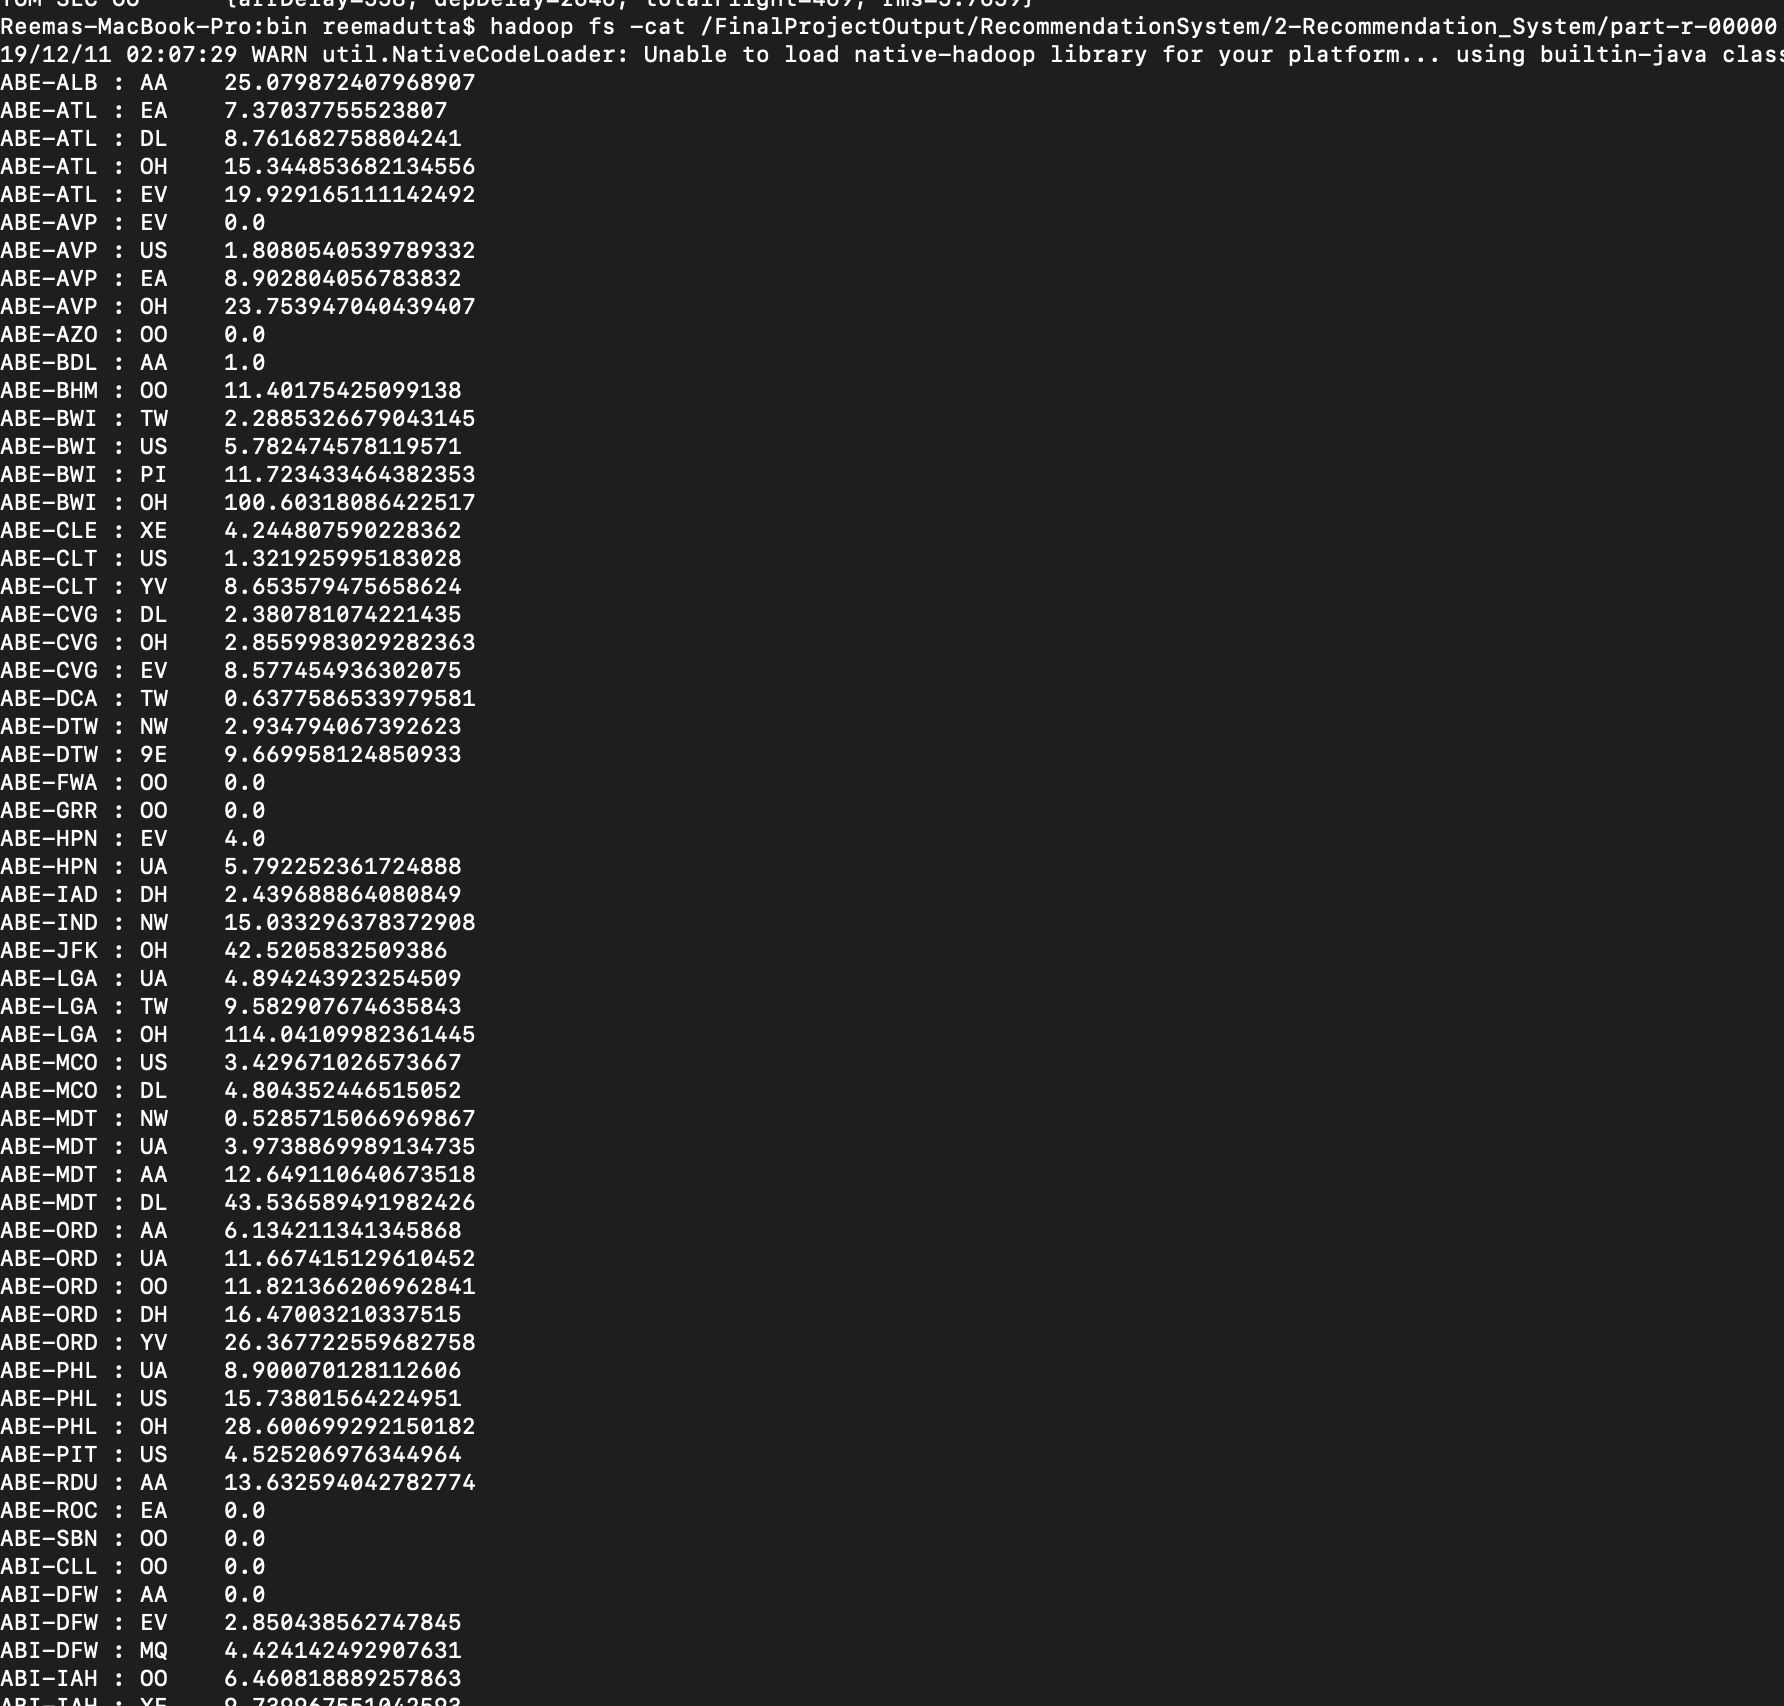 Reemas-MacBook-Pro:bin reemadutta$ hadoop fs -cat /FinalProjectOutput/RecommendationSystem/2-Recommendation_System/part-r-00000
19/12/11 02:07:29 WARN util.NativeCodeLoader: Unable to load native-hadoop library for your platform... using builtin-java
ABE-ALB : AA    25.079872407968907
ABE-ATL : EA    7.37037755523807
ABE-ATL : DL    8.761682758804241
ABE-ATL : OH    15.344853682134556
ABE-ATL : EV    19.929165111142492
ABE-AVP : EV    0.0
ABE-AVP : US    1.8080540539789332
ABE-AVP : EA    8.902804056783832
ABE-AVP : OH    23.753947040439407
ABE-AZO : OO    0.0
ABE-BDL : AA    1.0
ABE-BHM : OO    11.40175425099138
ABE-BWI : TW    2.2885326679043145
ABE-BWI : US    5.782474578119571
ABE-BWI : PI    11.723433464382353
ABE-BWI : OH    100.60318086422517
ABE-CLE : XE    4.244807590228362
ABE-CLT : US    1.321925995183028
ABE-CLT : YV    8.653579475658624
ABE-CVG : DL    2.380781074221435
ABE-CVG : OH    2.8559983029282363
ABE-CVG : EV    8.577454936302075
ABE-DCA : TW    0.6377586533979581
ABE-DTW : NW    2.934794067392623
ABE-DTW : 9E    9.669958124850933
ABE-FWA : OO    0.0
ABE-GRR : OO    0.0
ABE-HPN : EV    4.0
ABE-HPN : UA    5.792252361724888
ABE-IAD : DH    2.439688864080849
ABE-IND : NW    15.033296378372908
ABE-JFK : OH    42.5205832509386
ABE-LGA : UA    4.894243923254509
ABE-LGA : TW    9.582907674635843
ABE-LGA : OH    114.04109982361445
ABE-MCO : US    3.429671026573667
ABE-MCO : DL    4.804352446515052
ABE-MDT : NW    0.5285715066969867
ABE-MDT : UA    3.9738869989134735
ABE-MDT : AA    12.649110640673518
ABE-MDT : DL    43.536589491982426
ABE-ORD : AA    6.134211341345868
ABE-ORD : UA    11.667415129610452
ABE-ORD : OO    11.821366206962841
ABE-ORD : DH    16.47003210337515
ABE-ORD : YV    26.367722559682758
ABE-PHL : UA    8.900070128112606
ABE-PHL : US    15.73801564224951
ABE-PHL : OH    28.600699292150182
ABE-PIT : US    4.525206976344964
ABE-RDU : AA    13.632594042782774
ABE-ROC : EA    0.0
ABE-SBN : OO    0.0
ABI-CLL : OO    0.0
ABI-DFW : AA    0.0
ABI-DFW : EV    2.850438562747845
ABI-DFW : MQ    4.424142492907631
ABI-IAH : OO    6.460818889257863